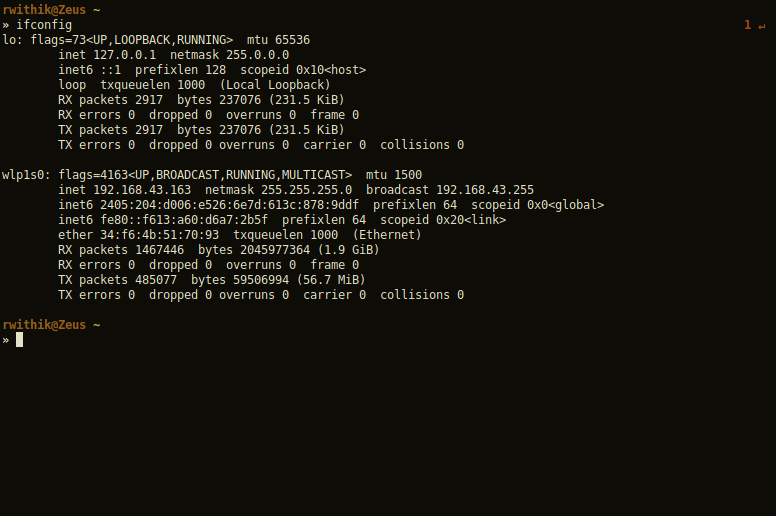 rwithik@Zeus ~
» ifconfig 1 ↵
lo: flags=73<UP,LOOPBACK,RUNNING>  mtu 65536
        inet 127.0.0.1  netmask 255.0.0.0
        inet6 ::1  prefixlen 128  scopeid 0x10<host>
        loop  txqueuelen 1000  (Local Loopback)
        RX packets 2917  bytes 237076 (231.5 KiB)
        RX errors 0  dropped 0  overruns 0  frame 0
        TX packets 2917  bytes 237076 (231.5 KiB)
        TX errors 0  dropped 0 overruns 0  carrier 0  collisions 0

wlp1s0: flags=4163<UP,BROADCAST,RUNNING,MULTICAST>  mtu 1500
        inet 192.168.43.163  netmask 255.255.255.0  broadcast 192.168.43.255
        inet6 2405:204:d006:e526:6e7d:613c:878:9ddf  prefixlen 64  scopeid 0x0<global>
        inet6 fe80::f613:a60:d6a7:2b5f  prefixlen 64  scopeid 0x20<link>
        ether 34:f6:4b:51:70:93  txqueuelen 1000  (Ethernet)
        RX packets 1467446  bytes 2045977364 (1.9 GiB)
        RX errors 0  dropped 0  overruns 0  frame 0
        TX packets 485077  bytes 59506994 (56.7 MiB)
        TX errors 0  dropped 0 overruns 0  carrier 0  collisions 0

rwithik@Zeus ~
»